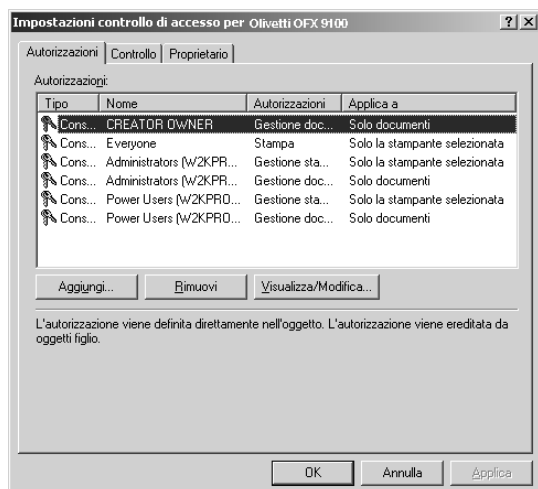 Impostazioni controllo di accesso per Olivetti OFX 9100
Autorizzazioni Controllo Proprietario
Autorizzazioni:
Tipo Nome Autorizzazioni Applica a
Cons... CREATOR OWNER Gestione doc... Solo documenti
Cons... Everyone Stampa Solo la stampante selezionata
Cons... Administrators (W2KPR... Gestione sta... Solo la stampante selezionata
Cons... Administrators (W2KPR... Gestione doc... Solo documenti
Cons... Power Users (W2KPRO... Gestione sta... Solo la stampante selezionata
Cons... Power Users (W2KPRO... Gestione doc... Solo documenti
Aggiungi... Rimuovi Visualizza/Modifica...
L'autorizzazione viene definita direttamente nell'oggetto. L'autorizzazione viene ereditata da
oggetti figlio.
OK Annulla Applica